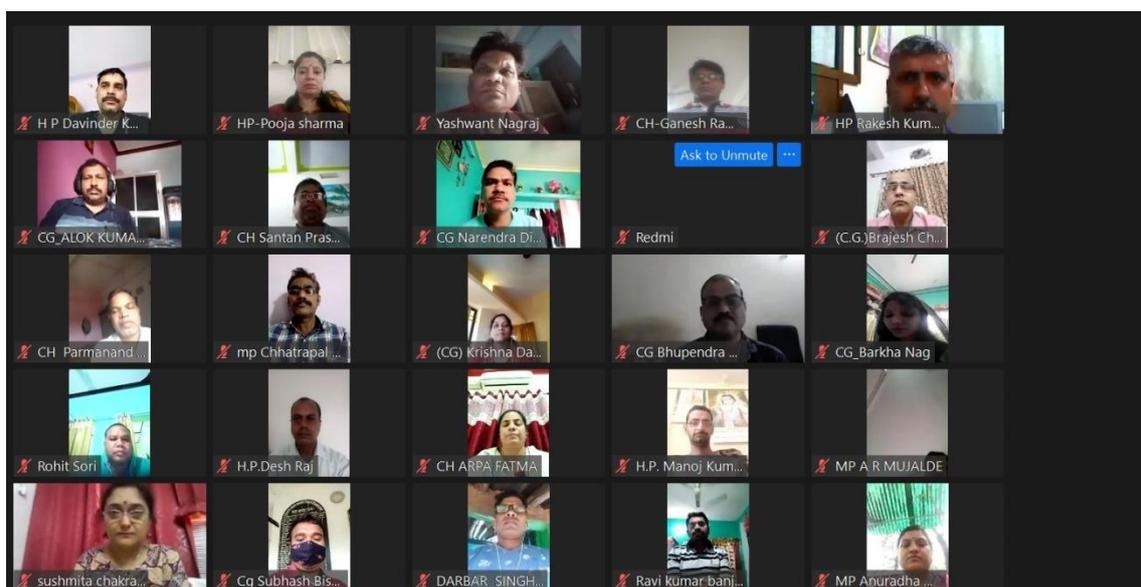 H P Davinder K...
HP-Pooja sharma
Yashwant Nagraj
CH-Ganesh Ra...
HP Rakesh Kum...
CG_ALOK KUMA...
CH Santan Pras...
CG Narendra Di...
Ask to Unmute ...
Redmi
(C.G.)Brajesh Ch...
CH Parmanand ...
mp Chhatrapal ...
(CG) Krishna Da...
CG Bhupendra ...
CG_Barkha Nag
Rohit Sori
H.P.Desh Raj
CH ARPA FATMA
H.P. Manoj Kum...
MP A R MUJALDE
sushmita chakra...
Cg Subhash Bis...
DARBAR SINGH...
Ravi kumar banj...
MP Anuradha ...